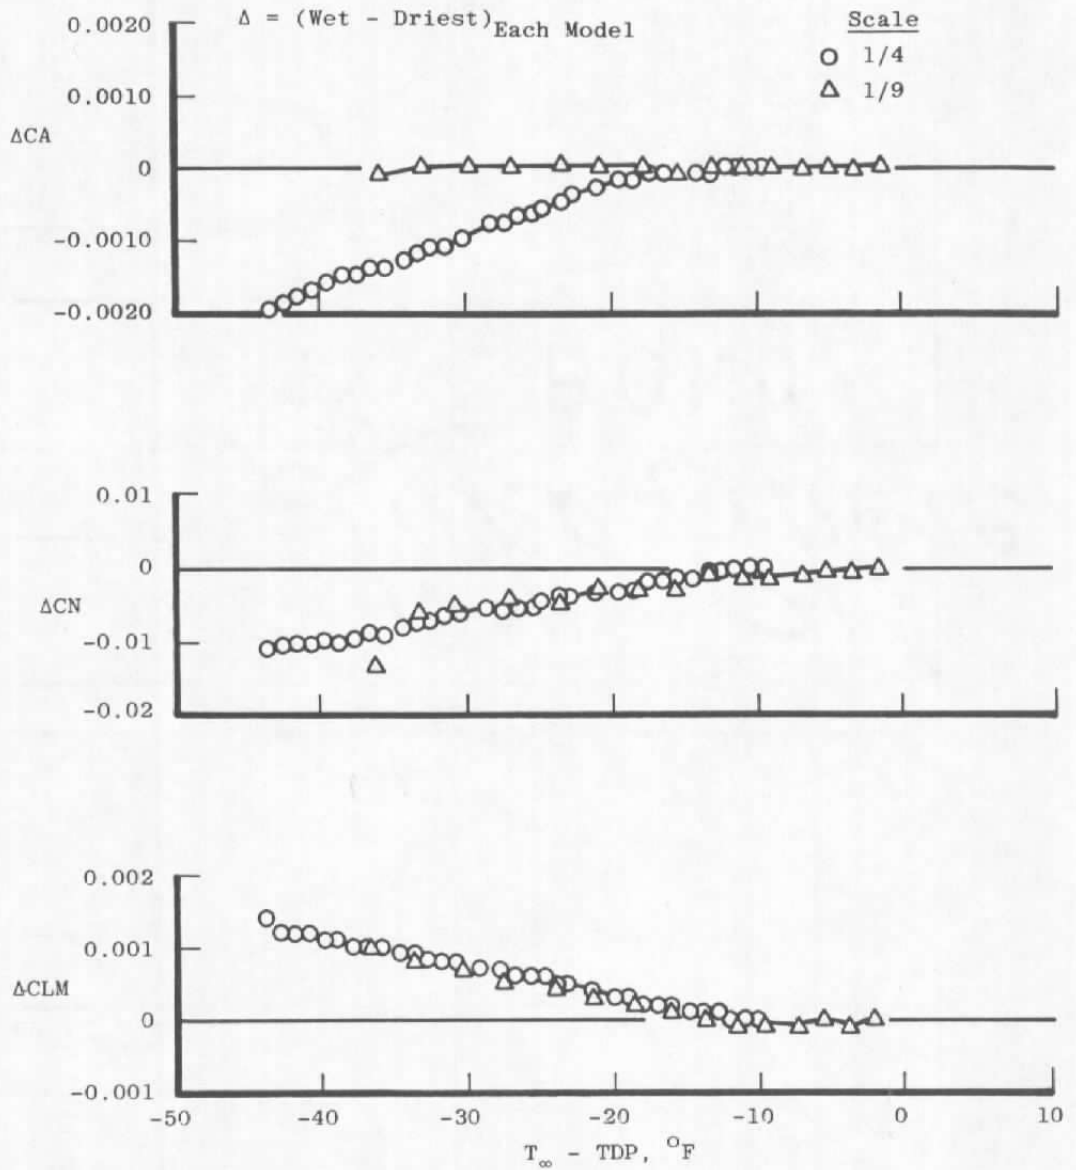 Δ = (Wet - Driest)Each Model
Scale
○ 1/4
△ 1/9
0.0020
0.0010
ΔCA
0
-0.0010
-0.0020
0.01
0
ΔCN
-0.01
-0.02
0.002
0.001
ΔCLM
0
-0.001
-50 -40 -30 -20 -10 0 10
T∞ - TDP, °F